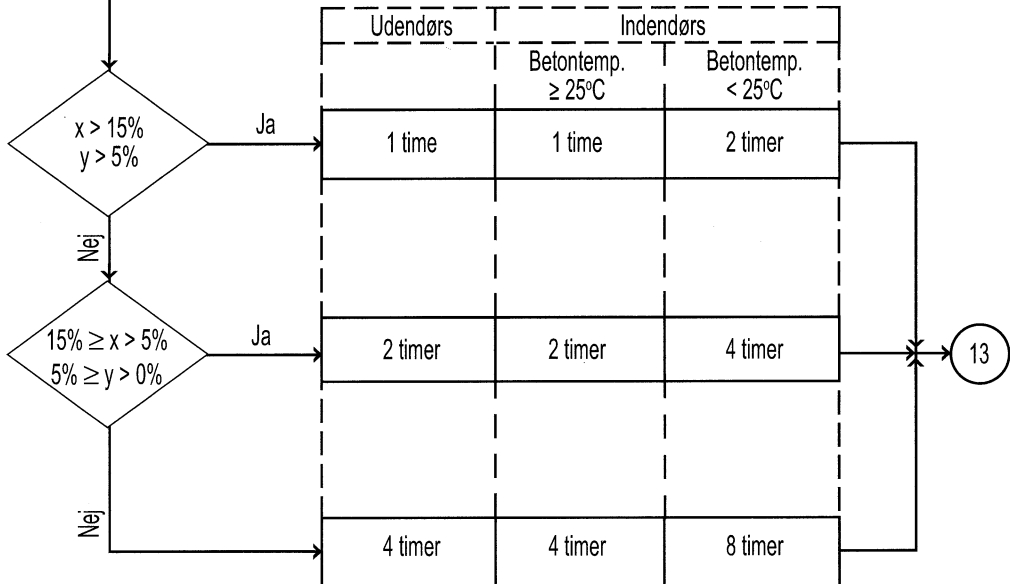 Udendørs
Indendørs
Betontemp.
≥ 25°C
Betontemp.
< 25°C
x > 15%
y > 5%
Ja
1 time
1 time
2 timer
Nej
15% ≥ x > 5%
5% ≥ y > 0%
Ja
2 timer
2 timer
4 timer
13
Nej
4 timer
4 timer
8 timer